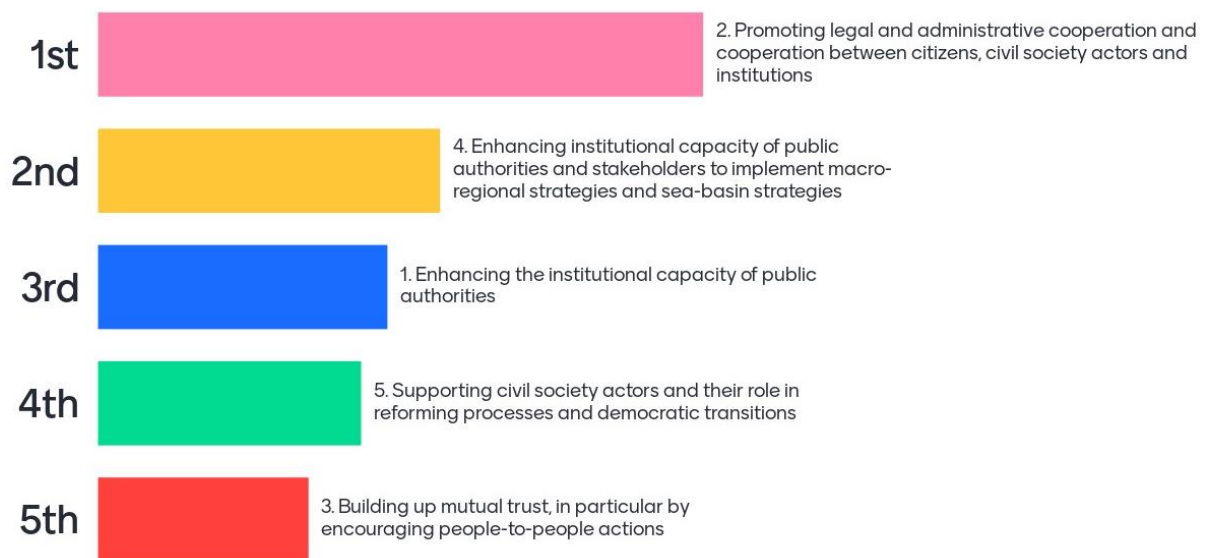 1st
2. Promoting legal and administrative cooperation and
cooperation between citizens, civil society actors and
institutions
2nd
4. Enhancing institutional capacity of public
authorities and stakeholders to implement macro-
regional strategies and sea-basin strategies
3rd
1. Enhancing the institutional capacity of public
authorities
4th
5. Supporting civil society actors and their role in
reforming processes and democratic transitions
5th
3. Building up mutual trust, in particular by
encouraging people-to-people actions